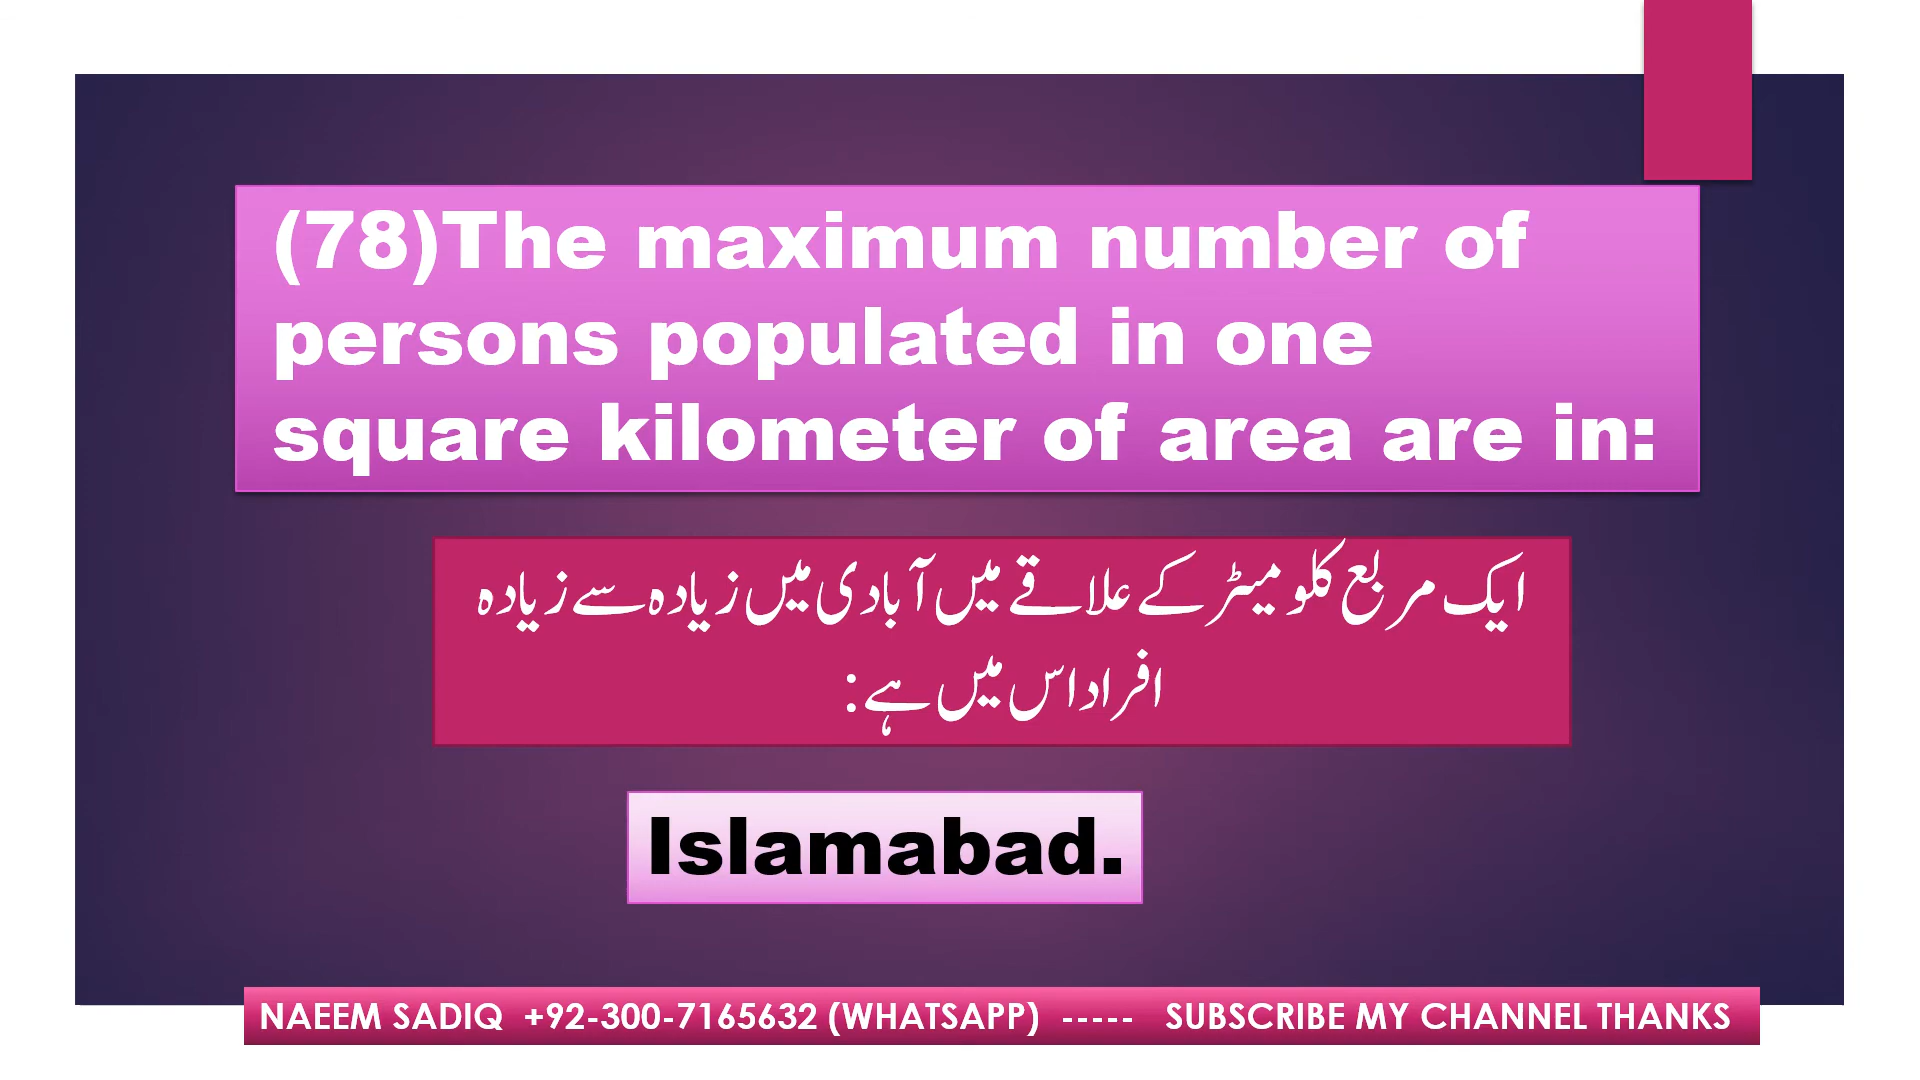 (78)The maximum number of
persons populated in one
square kilometer of area are in:
ایک مربع کلومیٹر کے علاقے میں آبادی میں زیادہ سے زیادہ
افراد اس میں ہے :
Islamabad.
NAEEM SADIQ +92-300-7165632 (WHATSAPP) ----- SUBSCRIBE MY CHANNEL THANKS